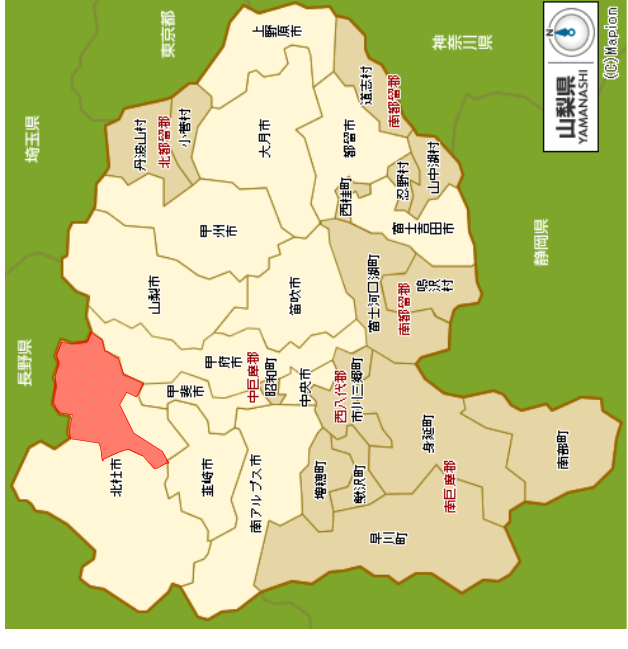 長野県
埼玉県
北杜市
丹波山村
山梨市
北都留郡
東京都
甲斐市
小菅村
韮崎市
甲府市
甲州市
南アルプス市
中巨摩郡
昭和町
大月市
上野原市
中央市
笛吹市
増穂町
西八代郡
市川三郷町
西桂町
都留市
鰍沢町
富士河口湖町
道志村
早川町
南都留郡
忍野村
南都留郡
身延町
鳴沢村
富士吉田市
山中湖村
南巨摩郡
神奈川県
静岡県
南部町
N
山梨県
YAMANASHI
(C)Mapion